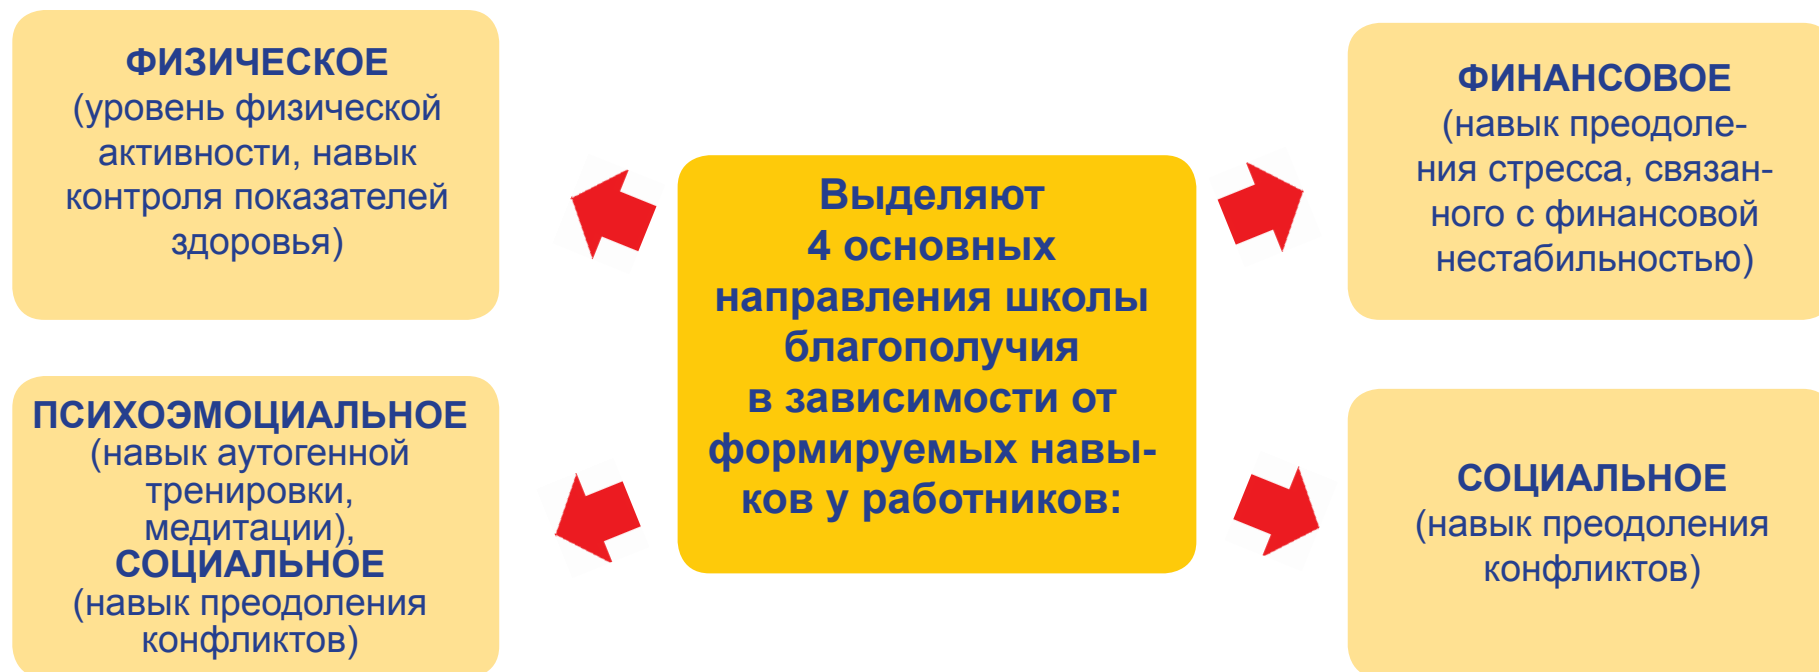 ФИЗИЧЕСКОЕ
(уровень физической
активности, навык
контроля показателей
здоровья)
ПСИХОЭМОЦИАЛЬНОЕ
(навык аутогенной
тренировки,
медитации),
СОЦИАЛЬНОЕ
(навык преодоления
конфликтов)
Выделяют
4 основных
направления школы
благополучия
в зависимости от
формируемых навы-
ков у работников:
ФИНАНСОВОЕ
(навык преодоле-
ния стресса, связан-
ного с финансовой
нестабильностью)
СОЦИАЛЬНОЕ
(навык преодоления
конфликтов)